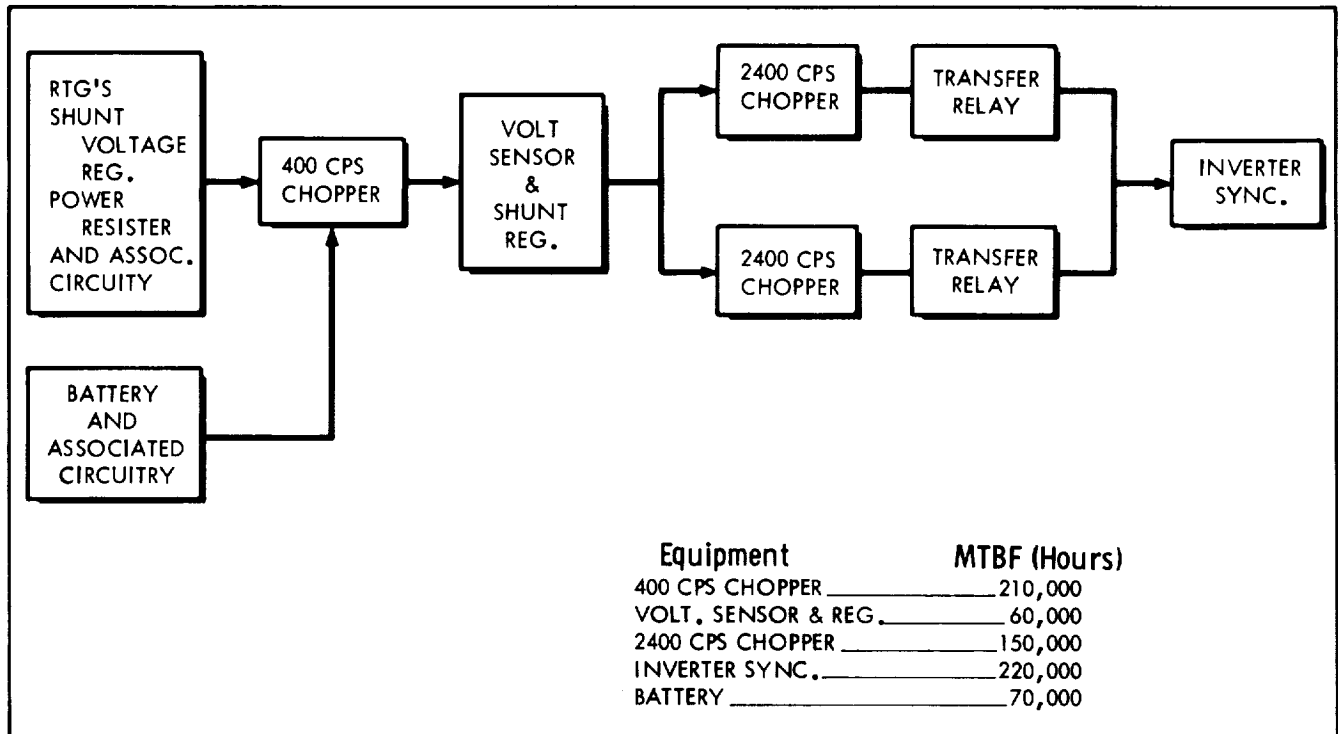 RTG'S
SHUNT
VOLTAGE
REG.
POWER
RESISTER
AND ASSOC.
CIRCUITY
400 CPS
CHOPPER
VOLT
SENSOR
&
SHUNT
REG.
2400 CPS
CHOPPER
TRANSFER
RELAY
2400 CPS
CHOPPER
TRANSFER
RELAY
INVERTER
SYNC.
BATTERY
AND
ASSOCIATED
CIRCUITRY
Equipment MTBF (Hours)
400 CPS CHOPPER 210,000
VOLT. SENSOR & REG. 60,000
2400 CPS CHOPPER 150,000
INVERTER SYNC. 220,000
BATTERY 70,000